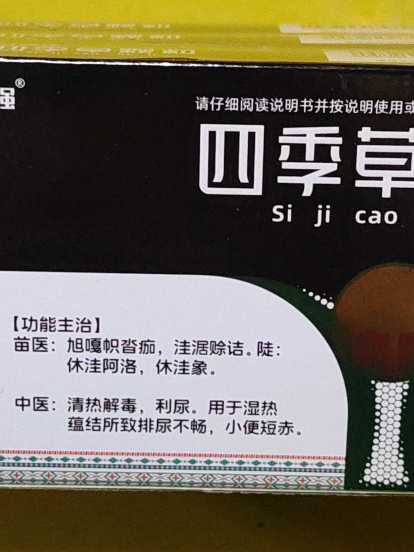 强®
请仔细阅读说明书并按说明使用或
四季草
Si ji cao
【功能主治】
苗医：旭嘎帜沓痂，洼涺赊诘。陡：
休洼阿洛，休洼象。
中医：清热解毒，利尿。用于湿热
蕴结所致排尿不畅，小便短赤。